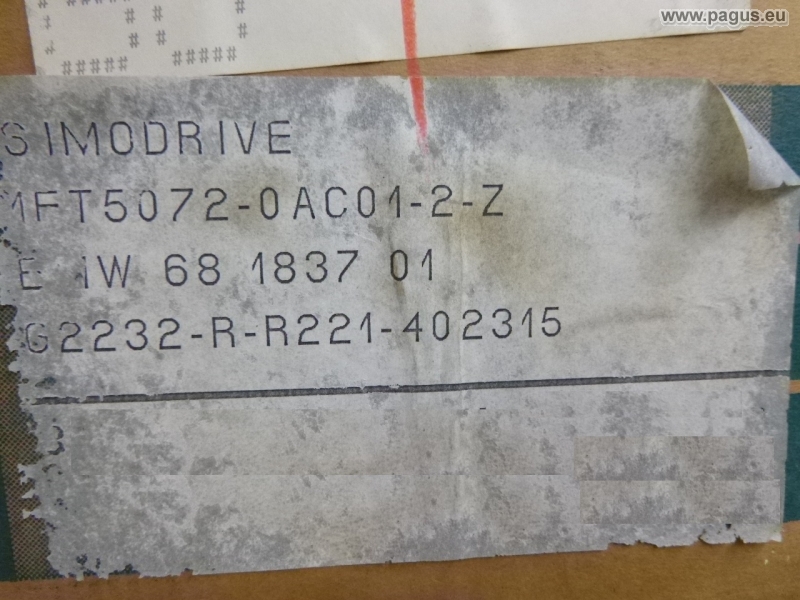 www.pagus.eu
##### #####
SIMODRIVE
1FT5072-0AC01-2-Z
E IW 68 1837 01
G2232-R-R221-402315